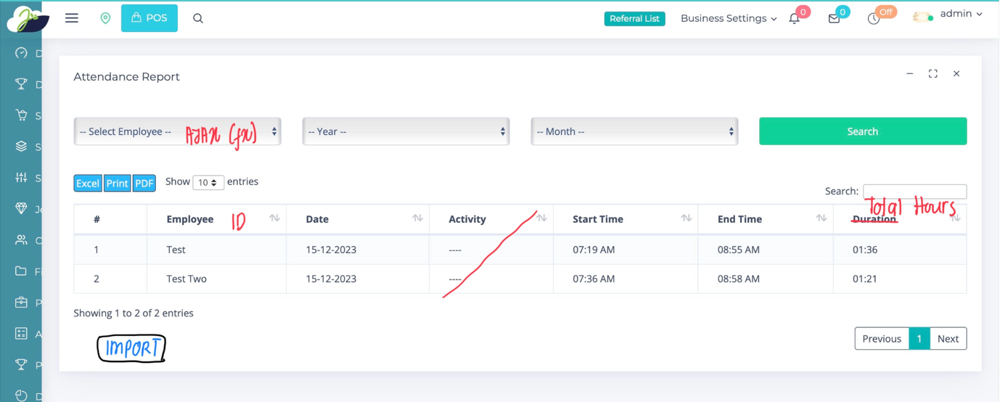 POS
Referral List
Business Settings
0
0
Off
admin
D
Attendance Report
D
S
-- Select Employee --
AJAX (fx)
-- Year --
-- Month --
Search
S
S
Excel Print PDF Show 10 entries
Search:
Total Hours
J
# Employee ID Date Activity Start Time End Time Duration
C
1 Test 15-12-2023 ---- 07:19 AM 08:55 AM 01:36
Fi
2 Test Two 15-12-2023 ---- 07:36 AM 08:58 AM 01:21
P
Showing 1 to 2 of 2 entries
A
IMPORT
Previous 1 Next
P
D